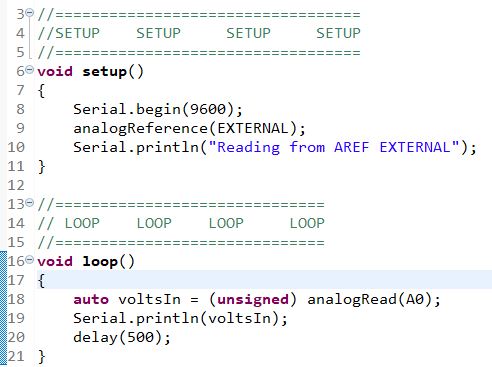 3 //==================================
4 //SETUP    SETUP     SETUP     SETUP
5 //==================================
6 void setup()
7 {
8     Serial.begin(9600);
9     analogReference(EXTERNAL);
10     Serial.println("Reading from AREF EXTERNAL");
11 }
12
13 //==============================
14 // LOOP    LOOP    LOOP     LOOP
15 //==============================
16 void loop()
17 {
18     auto voltsIn = (unsigned) analogRead(A0);
19     Serial.println(voltsIn);
20     delay(500);
21 }